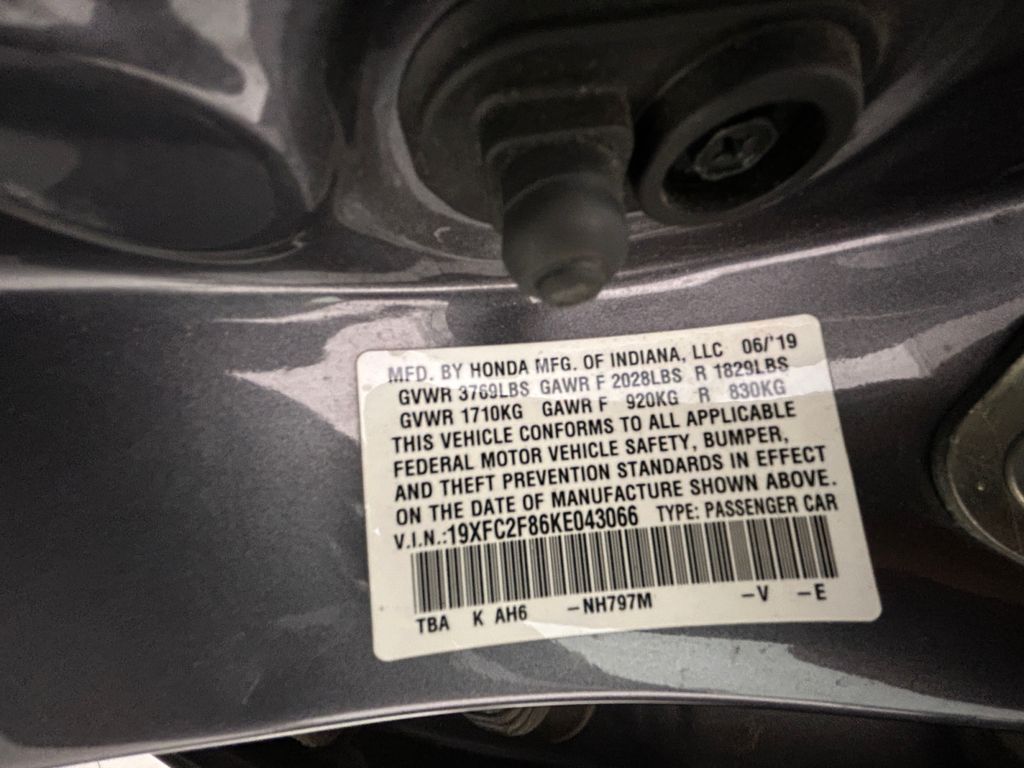 MFD. BY HONDA MFG. OF INDIANA, LLC 06/'19
GVWR 3769LBS GAWR F 2028LBS R 1829LBS
GVWR 1710KG GAWR F 920KG R 830KG
THIS VEHICLE CONFORMS TO ALL APPLICABLE
FEDERAL MOTOR VEHICLE SAFETY, BUMPER,
AND THEFT PREVENTION STANDARDS IN EFFECT
ON THE DATE OF MANUFACTURE SHOWN ABOVE.
V.I.N.:19XFC2F86KE043066 TYPE: PASSENGER CAR
TBA K AH6 -NH797M -V -E